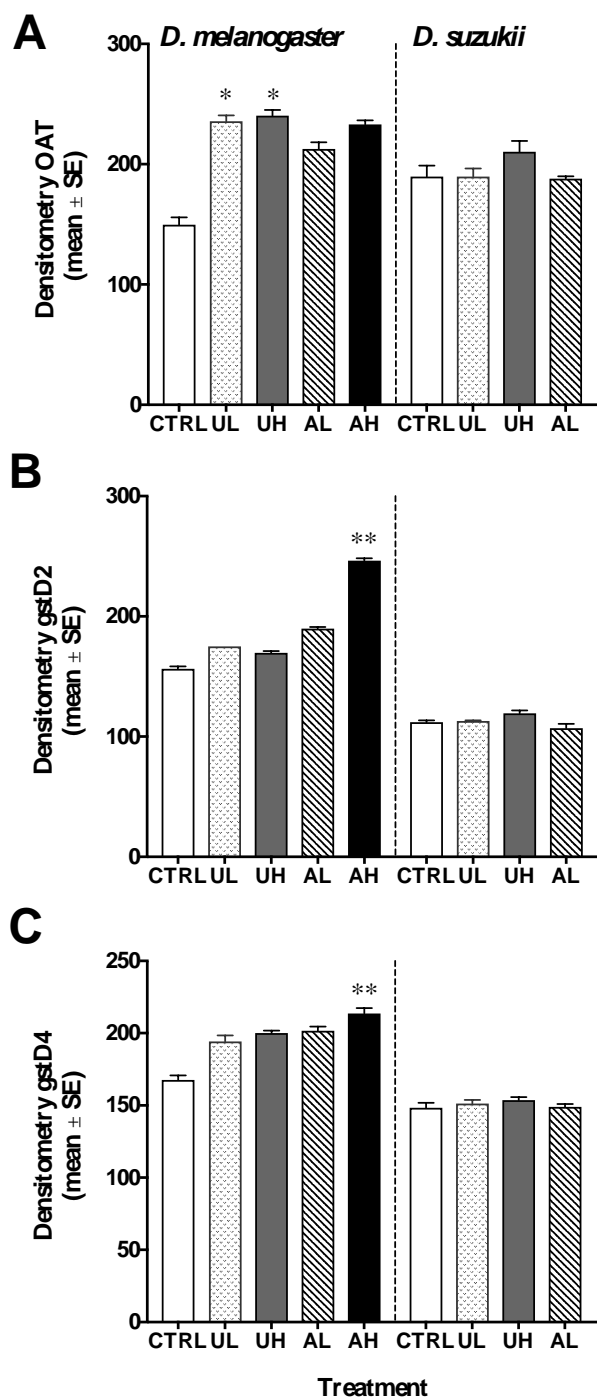 A
D. melanogaster
D. suzukii
Densitometry OAT
(mean ± SE)
300
200
100
0
* *
CTRL UL UH AL AH CTRL UL UH AL
B
Densitometry gstD2
(mean ± SE)
300
200
100
0
**
CTRL UL UH AL AH CTRL UL UH AL
C
Densitometry gstD4
(mean ± SE)
250
200
150
100
50
0
**
CTRL UL UH AL AH CTRL UL UH AL
Treatment